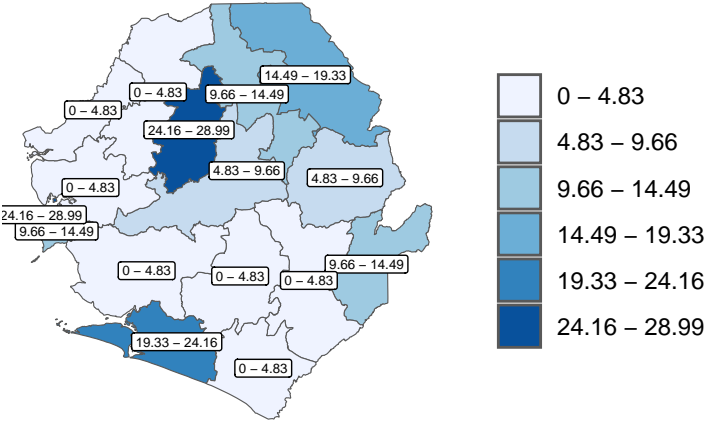 14.49 – 19.33
0 – 4.83
9.66 – 14.49
0 – 4.83
24.16 – 28.99
4.83 – 9.66
4.83 – 9.66
0 – 4.83
24.16 – 28.99
9.66 – 14.49
9.66 – 14.49
0 – 4.83
0 – 4.83
0 – 4.83
19.33 – 24.16
0 – 4.83
0 – 4.83
4.83 – 9.66
9.66 – 14.49
14.49 – 19.33
19.33 – 24.16
24.16 – 28.99